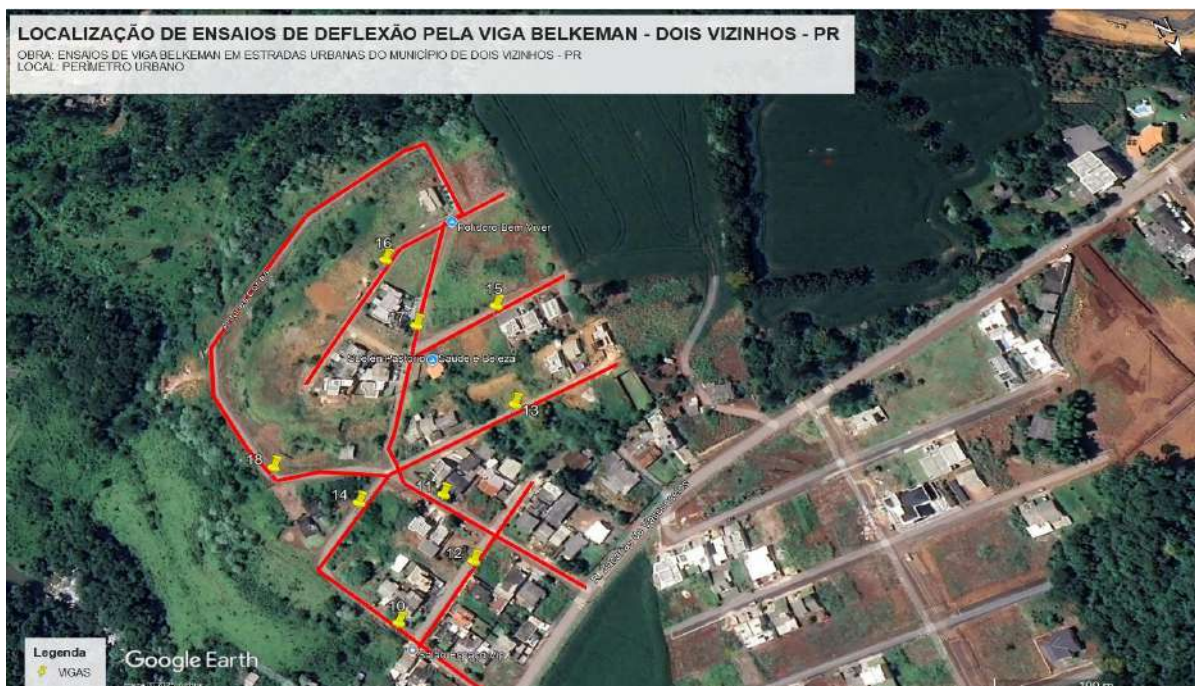 LOCALIZAÇÃO DE ENSAIOS DE DEFLEXÃO PELA VIGA BELKEMAN - DOIS VIZINHOS - PR
OBRA: ENSAIOS DE VIGA BELKEMAN EM ESTRADAS URBANAS DO MUNICÍPIO DE DOIS VIZINHOS - PR
LOCAL: PERÍMETRO URBANO
N
Polidoro Bem Viver
16
15
17
Saúde e Beleza
13
18
11
14
12
10
Legenda
VIGAS
Google Earth
100 m